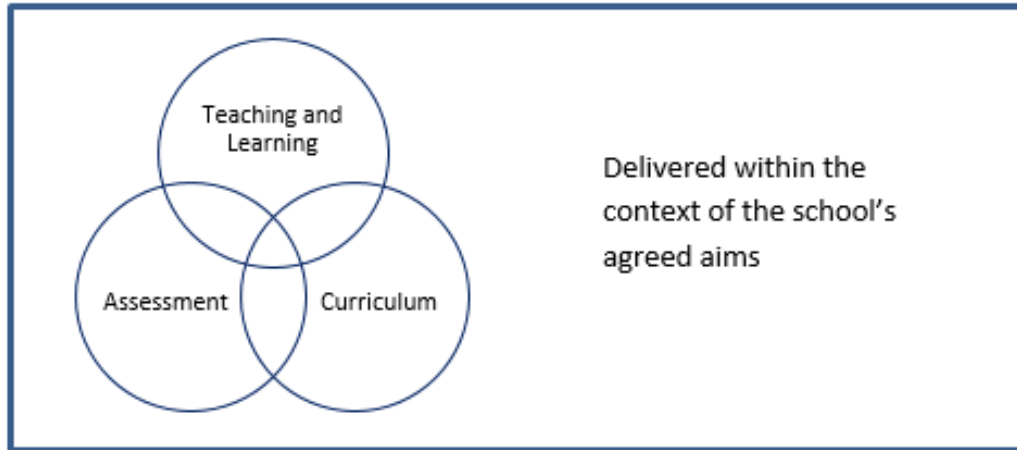 Teaching and
Learning
Assessment
Curriculum
Delivered within the
context of the school’s
agreed aims